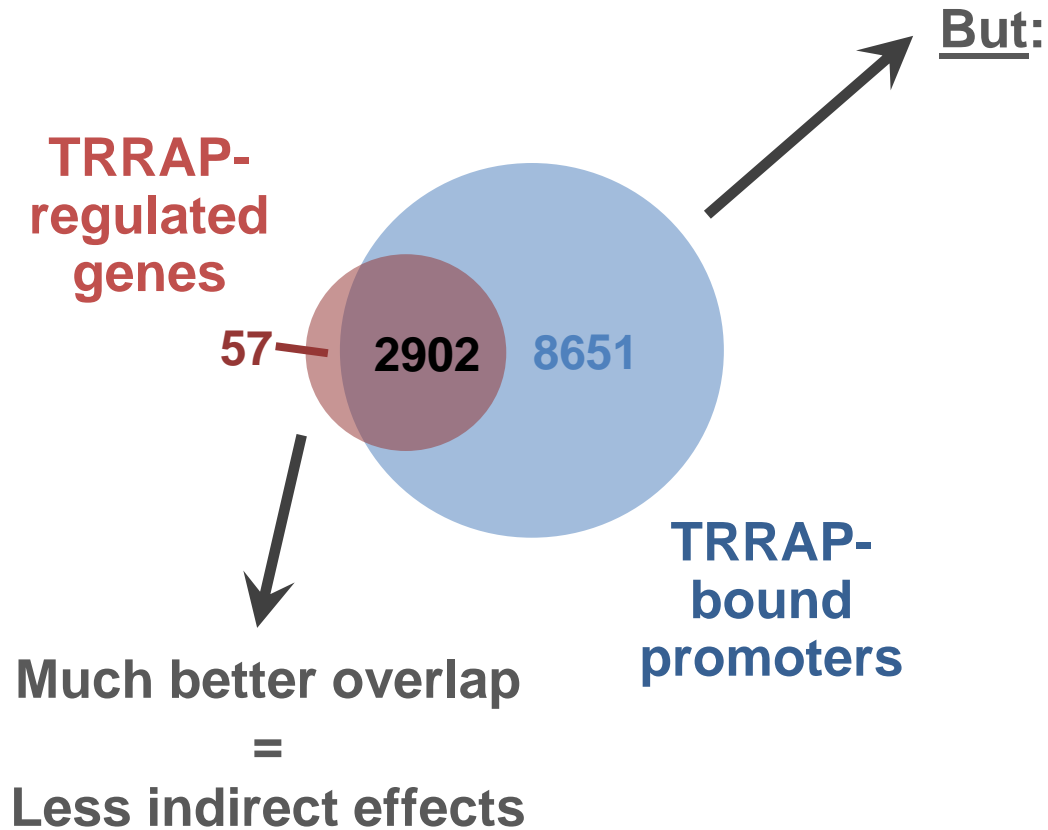 But:
TRRAP-
regulated
genes
57
2902
8651
TRRAP-
bound
promoters
Much better overlap
=
Less indirect effects